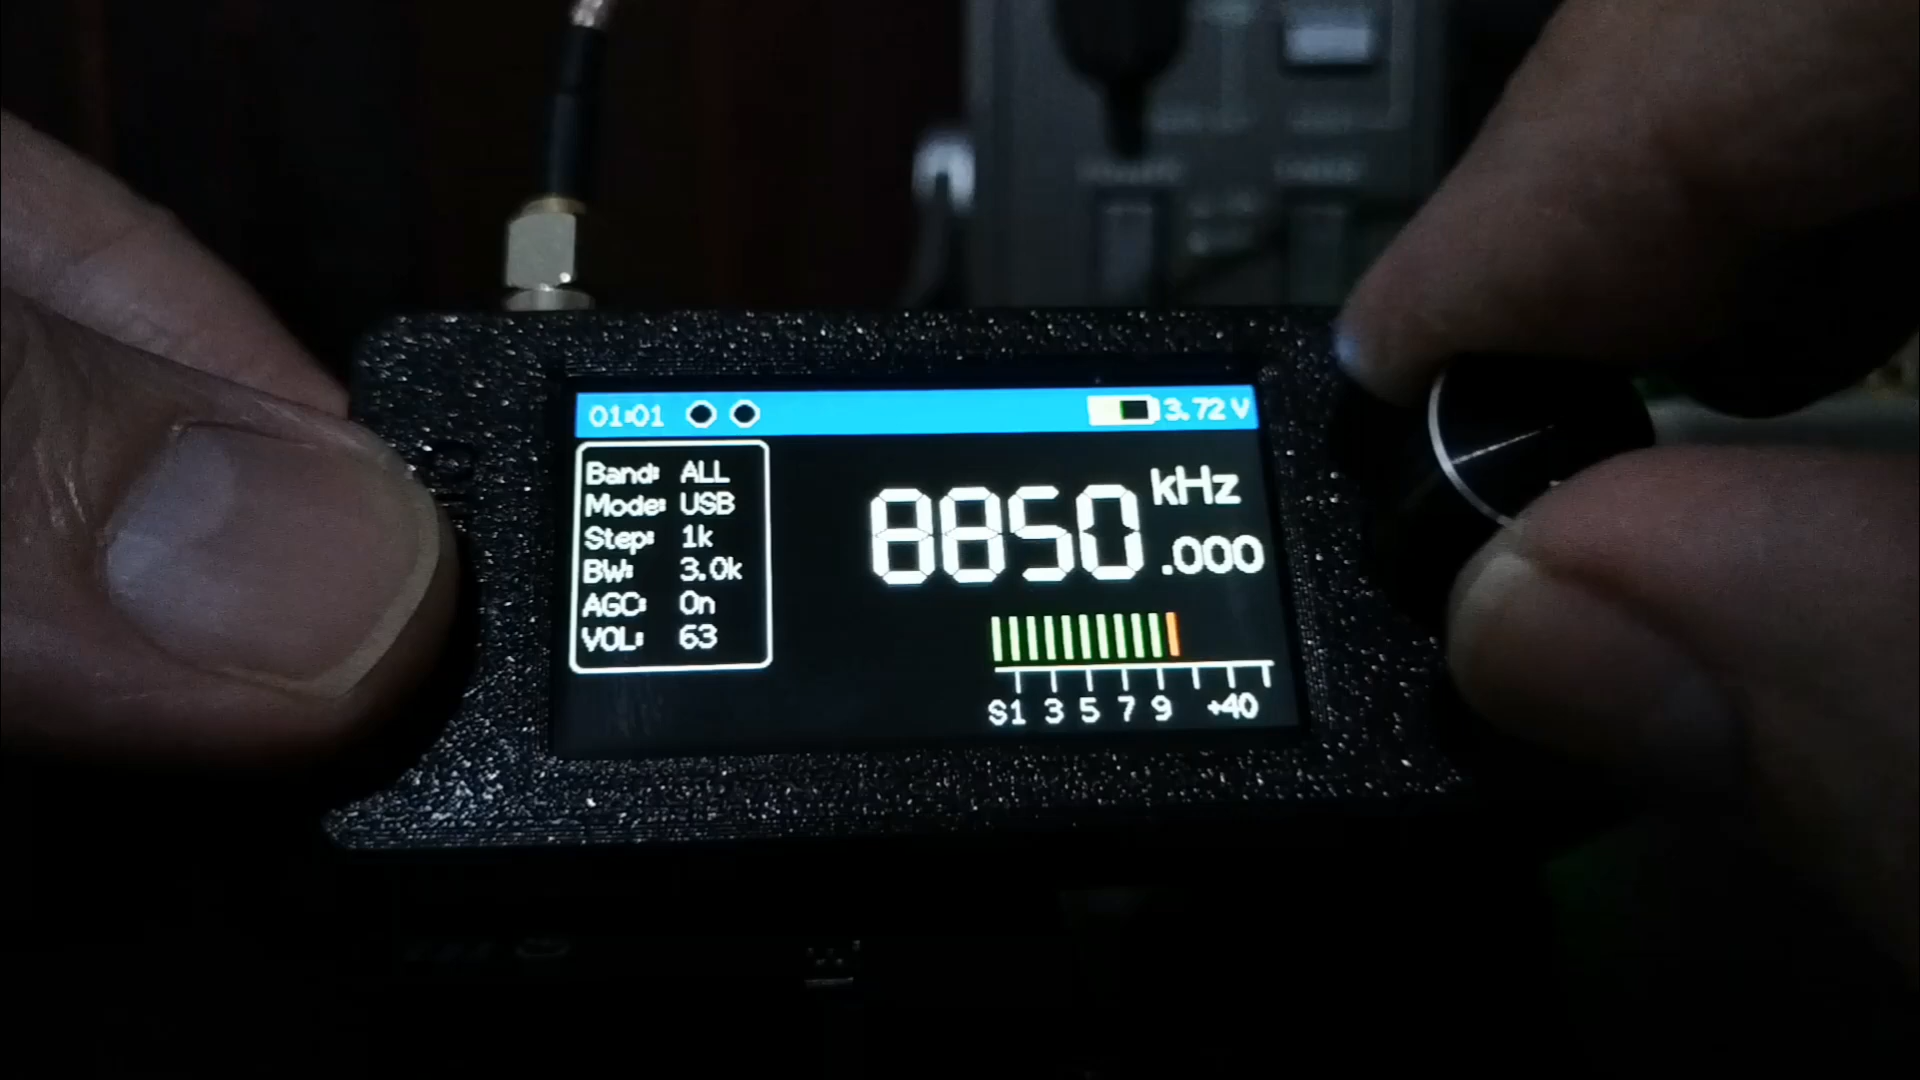 01:01 3.72 V
Band: ALL
Mode: USB
Step: 1k
BW: 3.0k
AGC: On
VOL: 63
8850.000 kHz
S1 3 5 7 9 +40